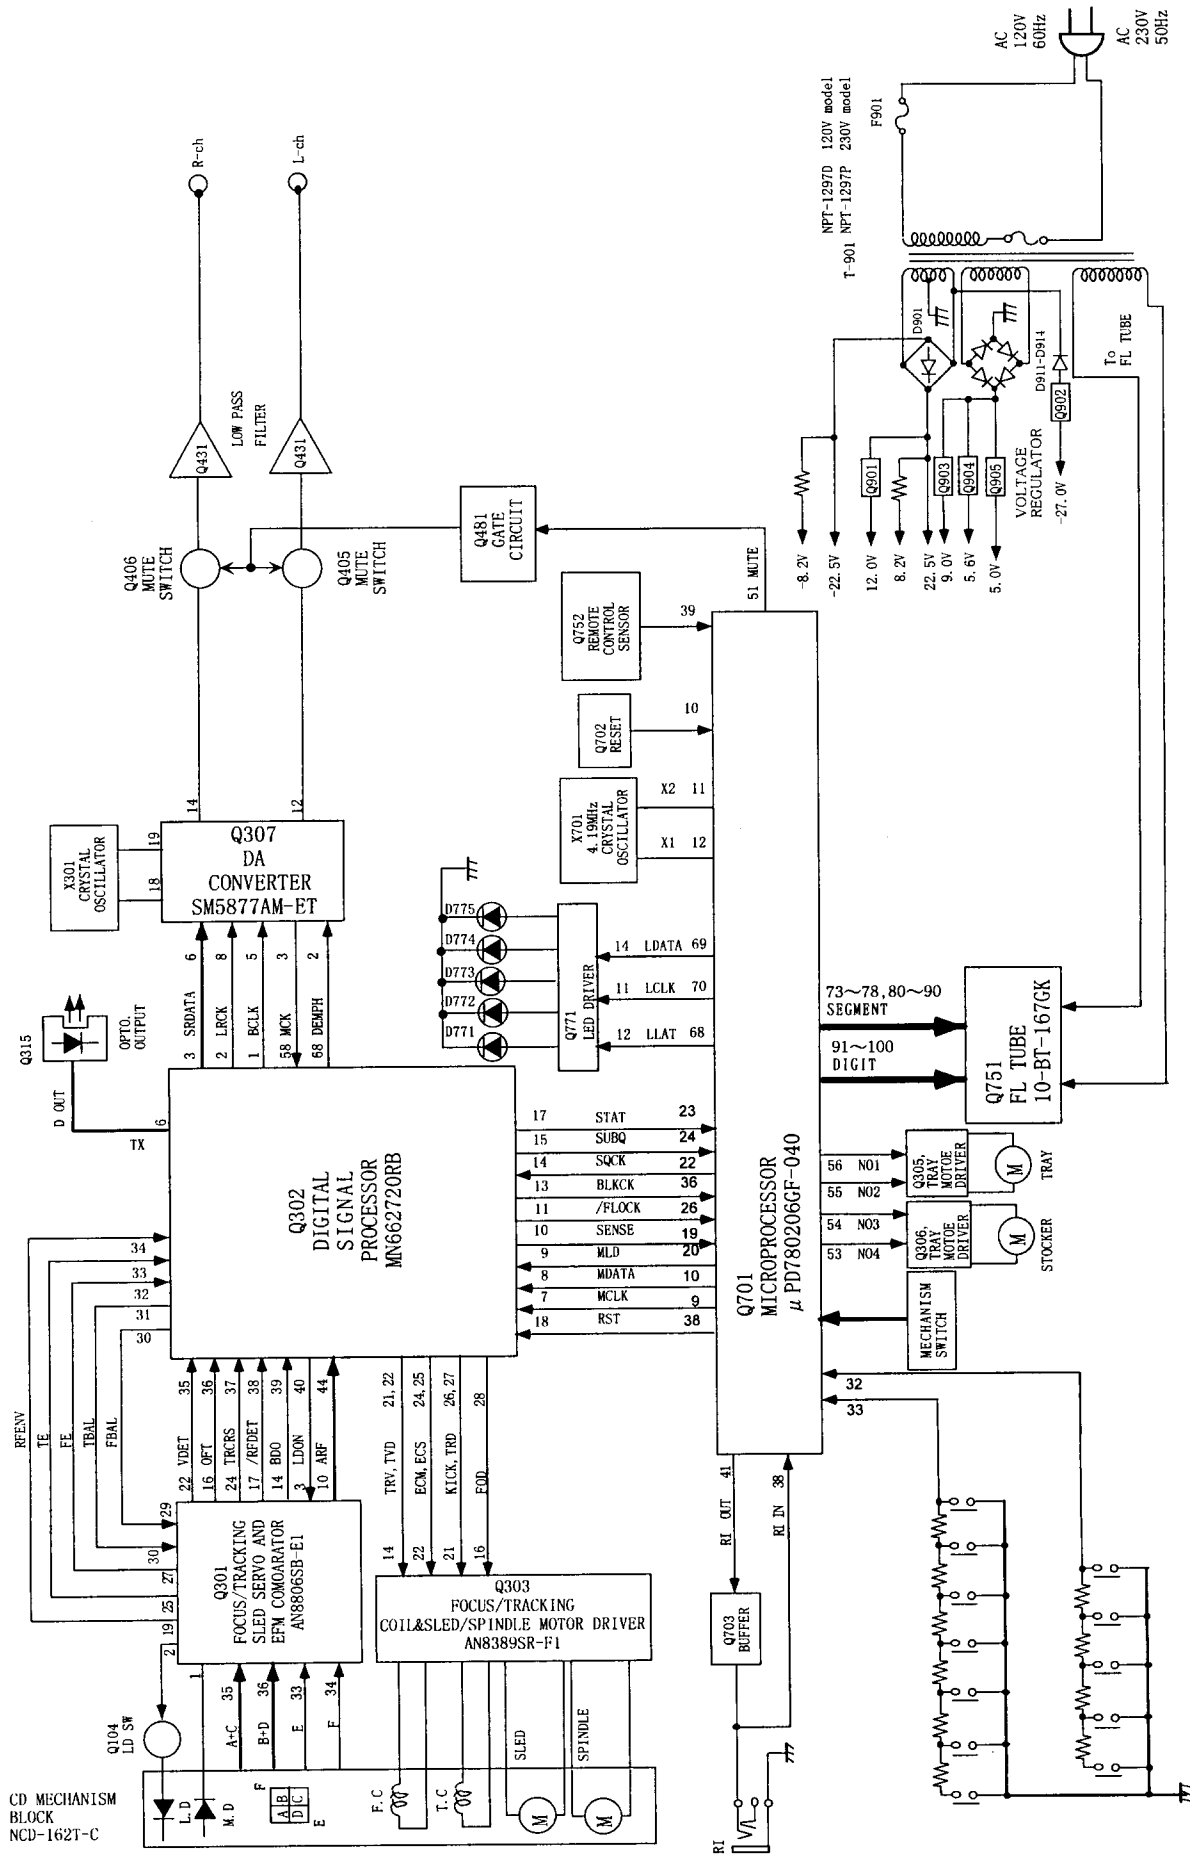 CD MECHANISM
BLOCK
NCD-162T-C
Q104
LD SW
L.D
M.D
A+C
35
B+D
36
E
33
F
34
F
A B
D C
E
F.C
T.C
M
SLED
M
SPINDLE
1
2
19
25
27
30
29
RFENV
TE
FE
TBAL
FBAL
Q301
FOCUS/TRACKING
SLED SERVO AND
EFM COMOARATOR
AN8806SB-E1
22 VDET 35
16 OFT 36
24 TRCRS 37
17 /RFDET 38
14 BDO 39
3 LDON 40
10 ARF 44
34
33
32
31
30
Q303
FOCUS/TRACKING
COIL&SLED/SPINDLE MOTOR DRIVER
AN8389SR-F1
14 TRV,TVD 21,22
22 ECM,ECS 24,25
21 KICK,TRD 26,27
16 FOD 28
Q302
DIGITAL
SIGNAL
PROCESSOR
MN662720RB
TX
6
D OUT
Q315
OPTO.
OUTPUT
3 SRDATA 6
2 LRCK 8
1 BCLK 5
58 MCK 3
68 DEMPH 2
X301
CRYSTAL
OSCILLATOR
18
19
Q307
DA
CONVERTER
SM5877AM-ET
14
12
Q406
MUTE
SWITCH
Q405
MUTE
SWITCH
Q431
LOW PASS
FILTER
Q431
R-ch
L-ch
Q481
GATE
CIRCUIT
51 MUTE
17 STAT 23
15 SUBQ 24
14 SQCK 22
13 BLKCK 36
11 /FLOCK 26
10 SENSE 19
9 MLD 20
8 MDATA 10
7 MCLK 9
18 RST 38
D771
D772
D773
D774
D775
Q771
LED DRIVER
12 LLAT 68
11 LCLK 70
14 LDATA 69
X701
4.19MHz
CRYSTAL
OSCILLATOR
X1 12
X2 11
Q702
RESET
10
Q752
REMOTE
CONTROL
SENSOR
39
Q701
MICROPROCESSOR
μPD780206GF-040
RI OUT 41
RI IN 38
Q703
BUFFER
RI
33
32
MECHANISM
SWITCH
53 NO4
54 NO3
Q306,
TRAY
MOTOE
DRIVER
M
STOCKER
55 NO2
56 NO1
Q305,
TRAY
MOTOE
DRIVER
M
TRAY
91~100
DIGIT
73~78,80~90
SEGMENT
Q751
FL TUBE
10-BT-167GK
-8.2V
-22.5V
12.0V
8.2V
22.5V
9.0V
5.6V
5.0V
-27.0V
Q901
Q903
Q904
Q905
Q902
VOLTAGE
REGULATOR
D901
D911-D914
To
FL TUBE
T-901
NPT-1297D 120V model
NPT-1297P 230V model
F901
AC
120V
60Hz
AC
230V
50Hz